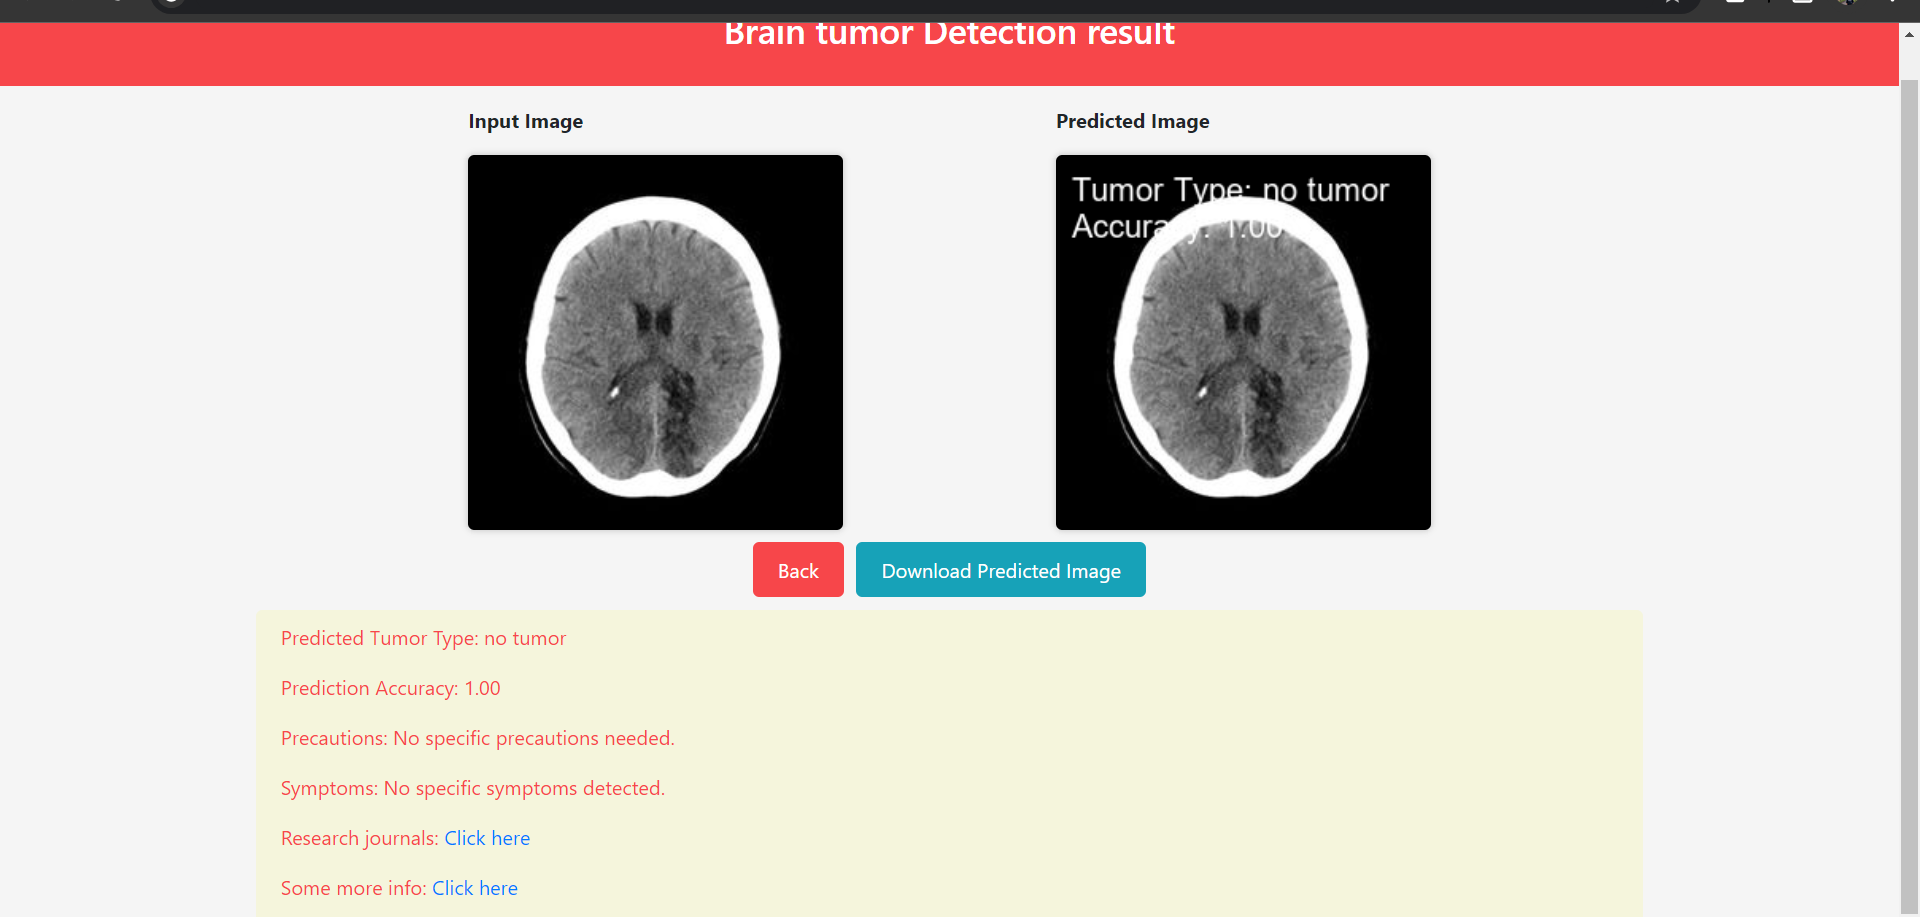 Brain tumor Detection result
Input Image
Predicted Image
Tumor Type: no tumor
Accuracy: 1.00
Back
Download Predicted Image
Predicted Tumor Type: no tumor
Prediction Accuracy: 1.00
Precautions: No specific precautions needed.
Symptoms: No specific symptoms detected.
Research journals: Click here
Some more info: Click here